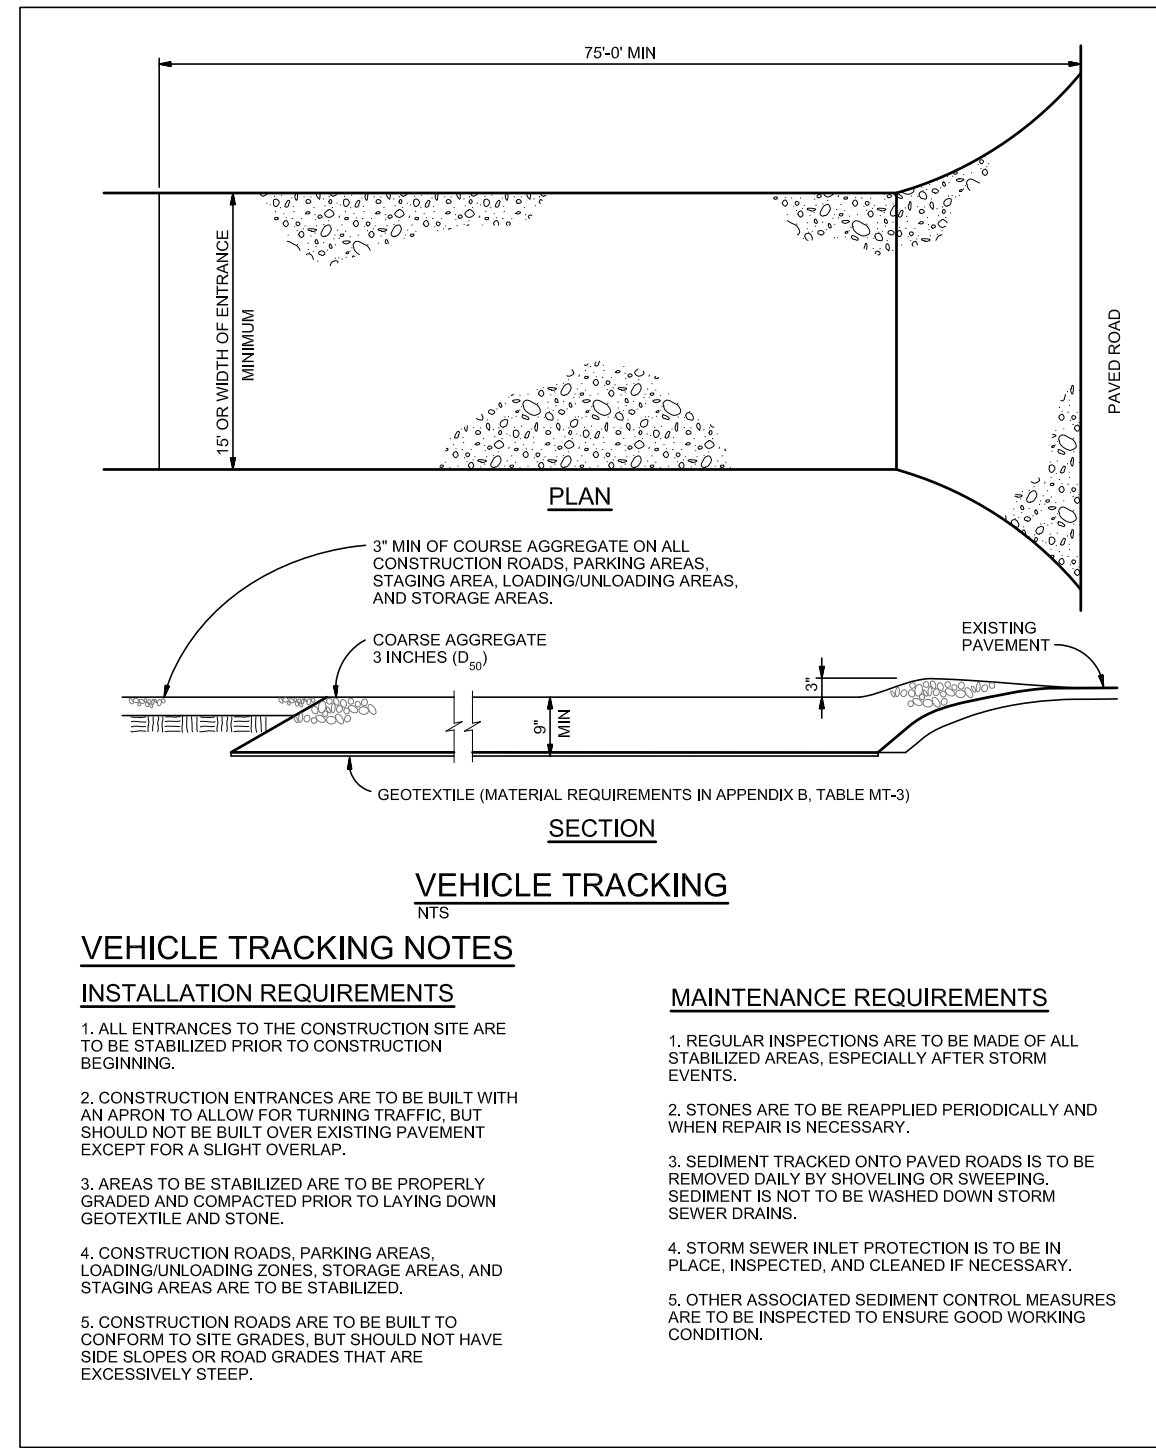 75'-0' MIN
15' OR WIDTH OF ENTRANCE
MINIMUM
PAVED ROAD
PLAN
3" MIN OF COURSE AGGREGATE ON ALL
CONSTRUCTION ROADS, PARKING AREAS,
STAGING AREA, LOADING/UNLOADING AREAS,
AND STORAGE AREAS.
COARSE AGGREGATE
3 INCHES (D50)
EXISTING
PAVEMENT
3"
9"
MIN
GEOTEXTILE (MATERIAL REQUIREMENTS IN APPENDIX B, TABLE MT-3)
SECTION
VEHICLE TRACKING
NTS
VEHICLE TRACKING NOTES
INSTALLATION REQUIREMENTS
1. ALL ENTRANCES TO THE CONSTRUCTION SITE ARE
TO BE STABILIZED PRIOR TO CONSTRUCTION
BEGINNING.
2. CONSTRUCTION ENTRANCES ARE TO BE BUILT WITH
AN APRON TO ALLOW FOR TURNING TRAFFIC, BUT
SHOULD NOT BE BUILT OVER EXISTING PAVEMENT
EXCEPT FOR A SLIGHT OVERLAP.
3. AREAS TO BE STABILIZED ARE TO BE PROPERLY
GRADED AND COMPACTED PRIOR TO LAYING DOWN
GEOTEXTILE AND STONE.
4. CONSTRUCTION ROADS, PARKING AREAS,
LOADING/UNLOADING ZONES, STORAGE AREAS, AND
STAGING AREAS ARE TO BE STABILIZED.
5. CONSTRUCTION ROADS ARE TO BE BUILT TO
CONFORM TO SITE GRADES, BUT SHOULD NOT HAVE
SIDE SLOPES OR ROAD GRADES THAT ARE
EXCESSIVELY STEEP.
MAINTENANCE REQUIREMENTS
1. REGULAR INSPECTIONS ARE TO BE MADE OF ALL
STABILIZED AREAS, ESPECIALLY AFTER STORM
EVENTS.
2. STONES ARE TO BE REAPPLIED PERIODICALLY AND
WHEN REPAIR IS NECESSARY.
3. SEDIMENT TRACKED ONTO PAVED ROADS IS TO BE
REMOVED DAILY BY SHOVELING OR SWEEPING.
SEDIMENT IS NOT TO BE WASHED DOWN STORM
SEWER DRAINS.
4. STORM SEWER INLET PROTECTION IS TO BE IN
PLACE, INSPECTED, AND CLEANED IF NECESSARY.
5. OTHER ASSOCIATED SEDIMENT CONTROL MEASURES
ARE TO BE INSPECTED TO ENSURE GOOD WORKING
CONDITION.